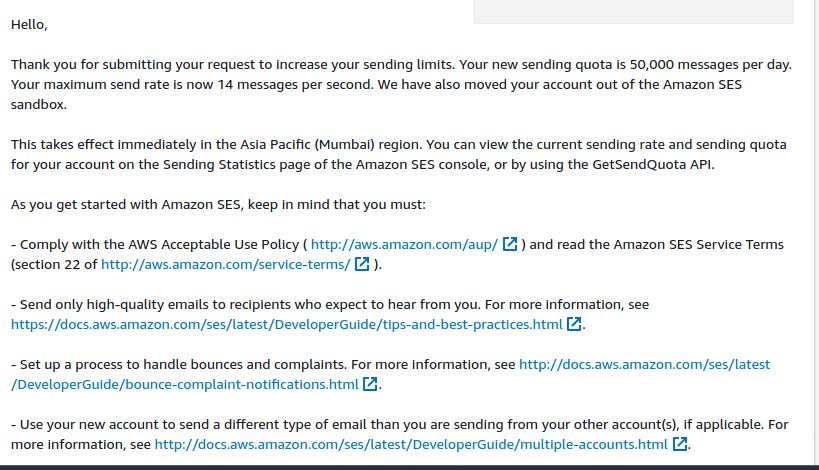 Hello,
Thank you for submitting your request to increase your sending limits. Your new sending quota is 50,000 messages per day.
Your maximum send rate is now 14 messages per second. We have also moved your account out of the Amazon SES
sandbox.
This takes effect immediately in the Asia Pacific (Mumbai) region. You can view the current sending rate and sending quota
for your account on the Sending Statistics page of the Amazon SES console, or by using the GetSendQuota API.
As you get started with Amazon SES, keep in mind that you must:
- Comply with the AWS Acceptable Use Policy ( http://aws.amazon.com/aup/ ) and read the Amazon SES Service Terms
(section 22 of http://aws.amazon.com/service-terms/ ).
- Send only high-quality emails to recipients who expect to hear from you. For more information, see
https://docs.aws.amazon.com/ses/latest/DeveloperGuide/tips-and-best-practices.html .
- Set up a process to handle bounces and complaints. For more information, see http://docs.aws.amazon.com/ses/latest
/DeveloperGuide/bounce-complaint-notifications.html .
- Use your new account to send a different type of email than you are sending from your other account(s), if applicable. For
more information, see http://docs.aws.amazon.com/ses/latest/DeveloperGuide/multiple-accounts.html .